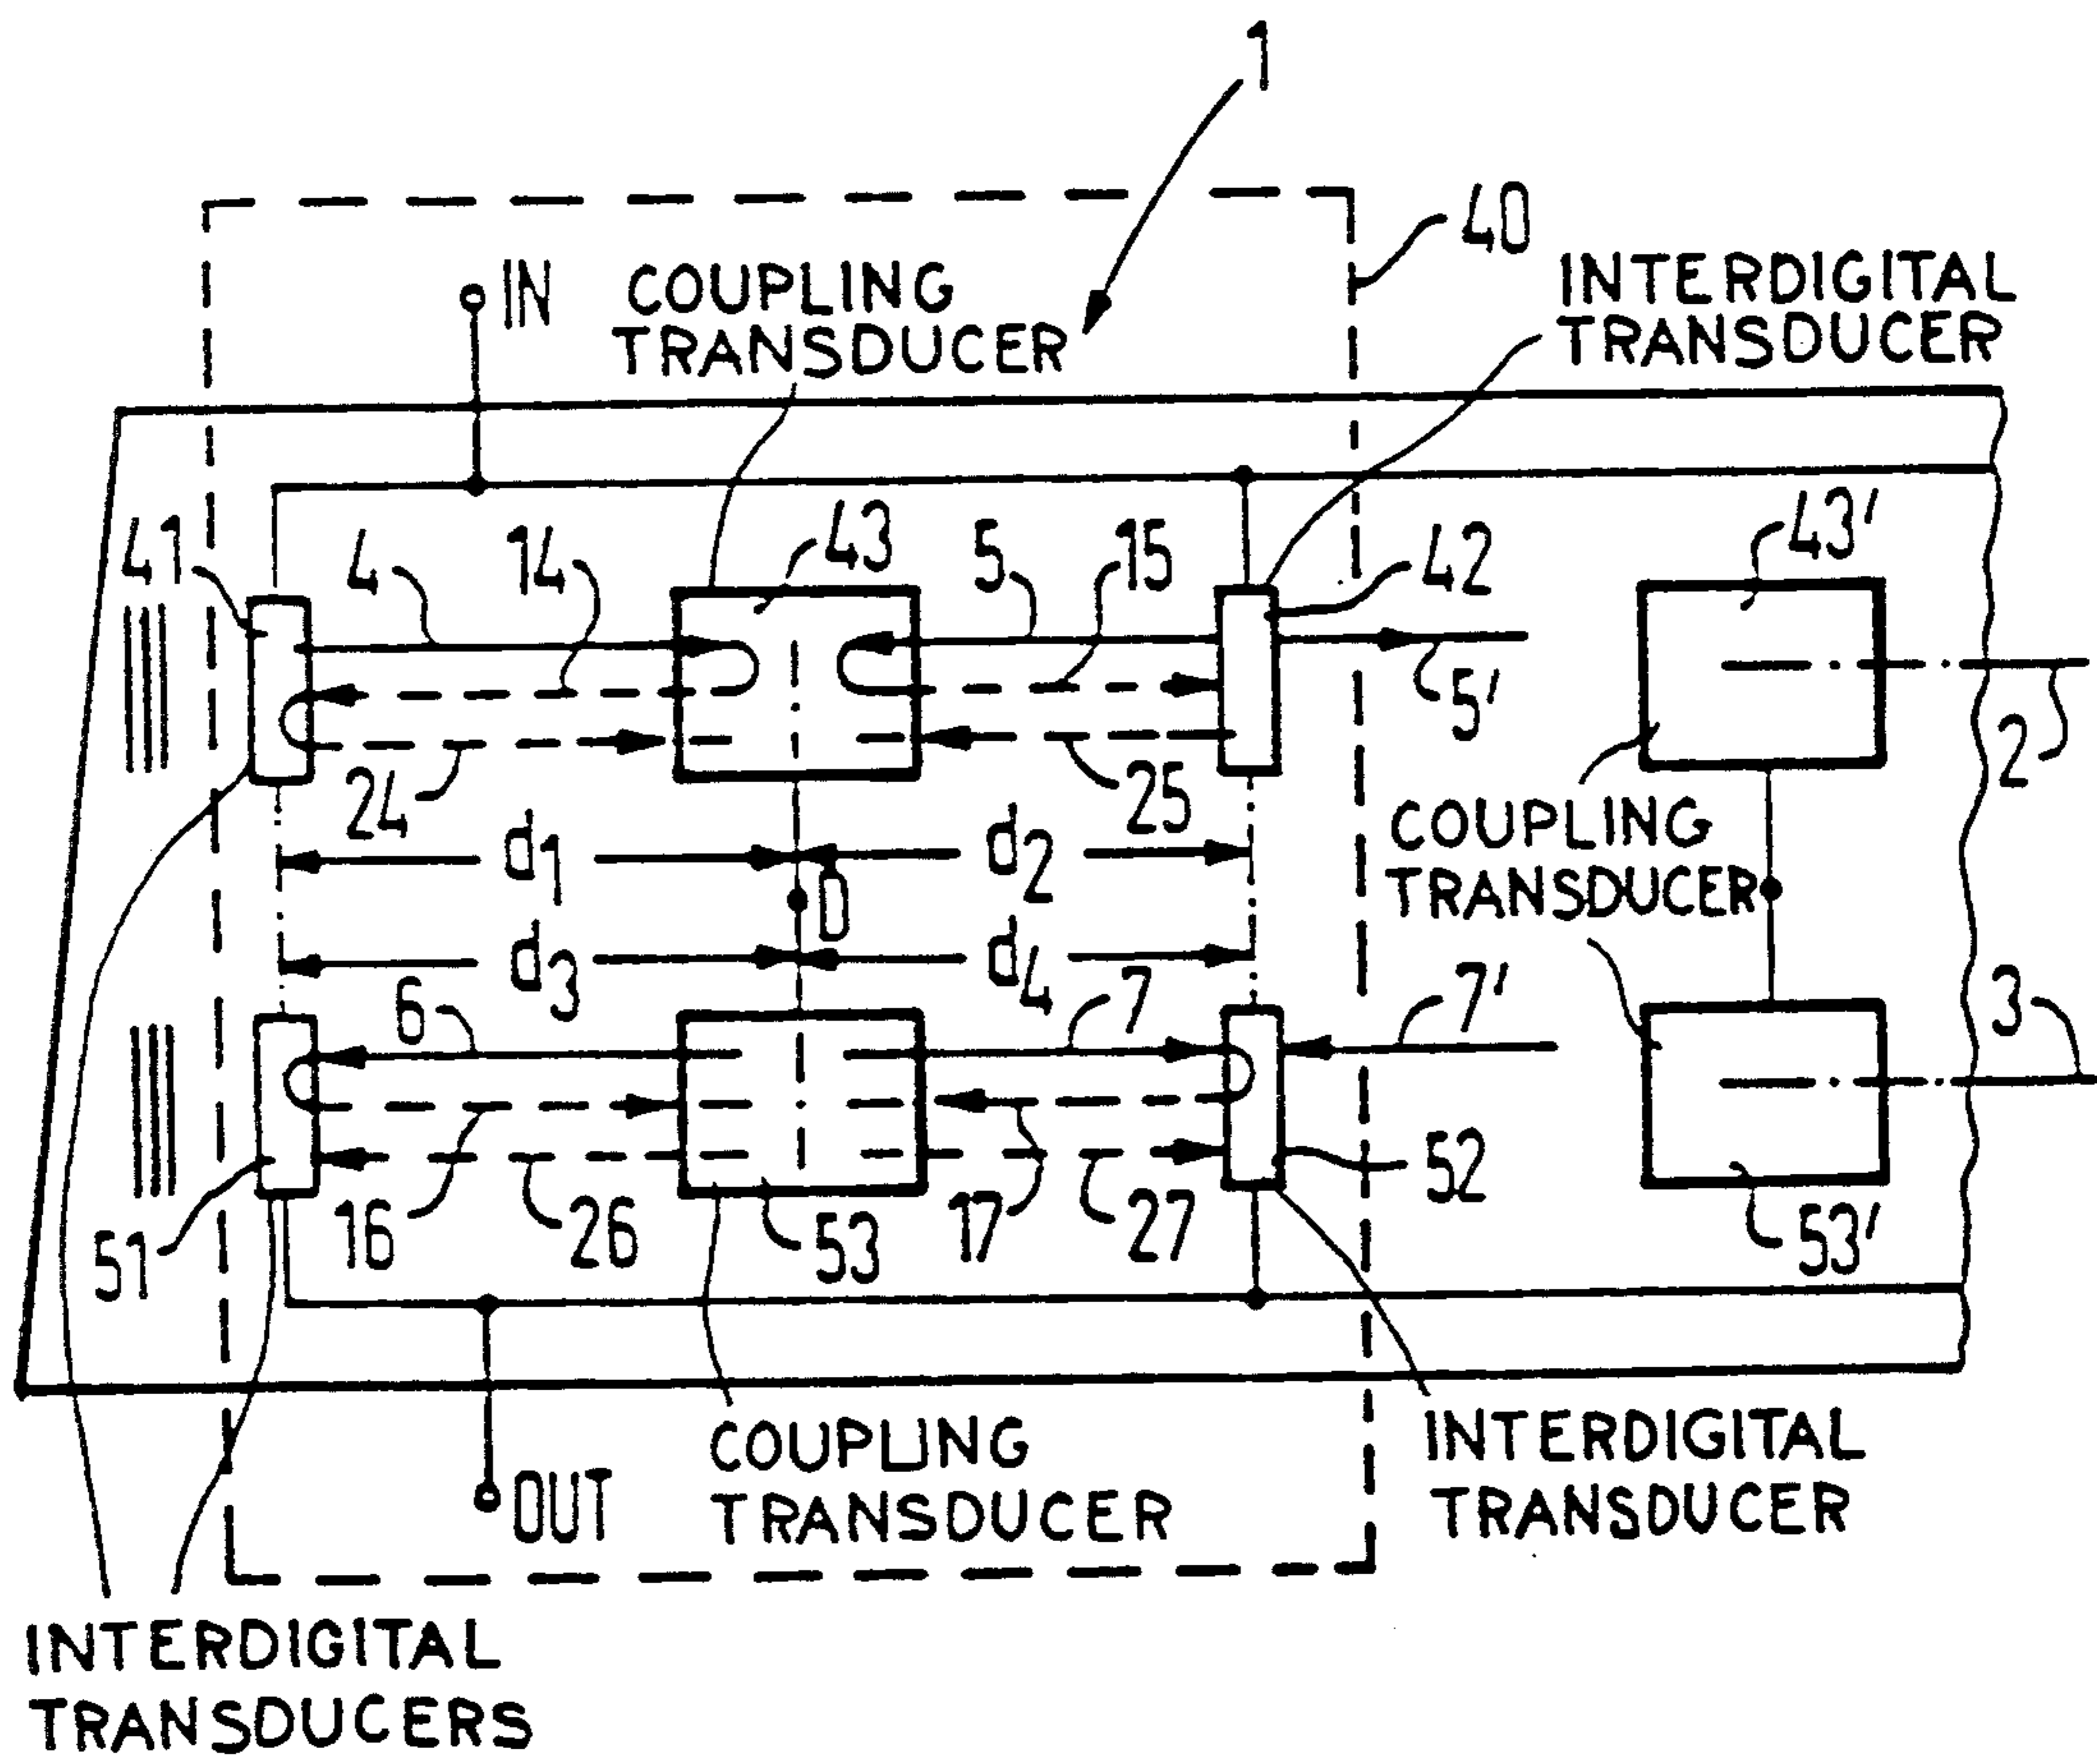 1
40
IN
COUPLING
TRANSDUCER
INTERDIGITAL
TRANSDUCER
41
4
14
43
5
15
42
43'
5'
2
24
25
d1
d2
COUPLING
TRANSDUCER
D
d3
d4
6
7
7'
3
51
16
26
53
17
27
52
53'
OUT
COUPLING
TRANSDUCER
INTERDIGITAL
TRANSDUCER
INTERDIGITAL
TRANSDUCERS